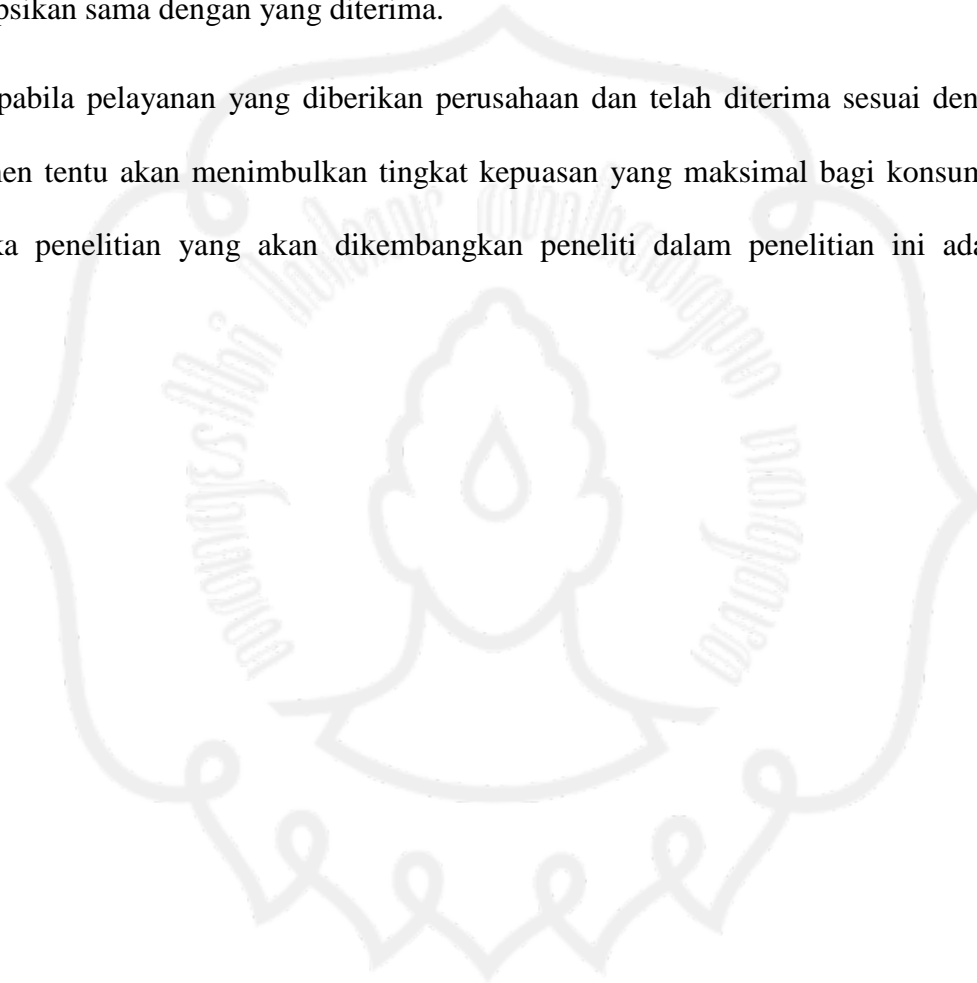 psikan sama dengan yang diterima.
pabila pelayanan yang diberikan perusahaan dan telah diterima sesuai den
nen tentu akan menimbulkan tingkat kepuasan yang maksimal bagi konsum
ka penelitian yang akan dikembangkan peneliti dalam penelitian ini ada